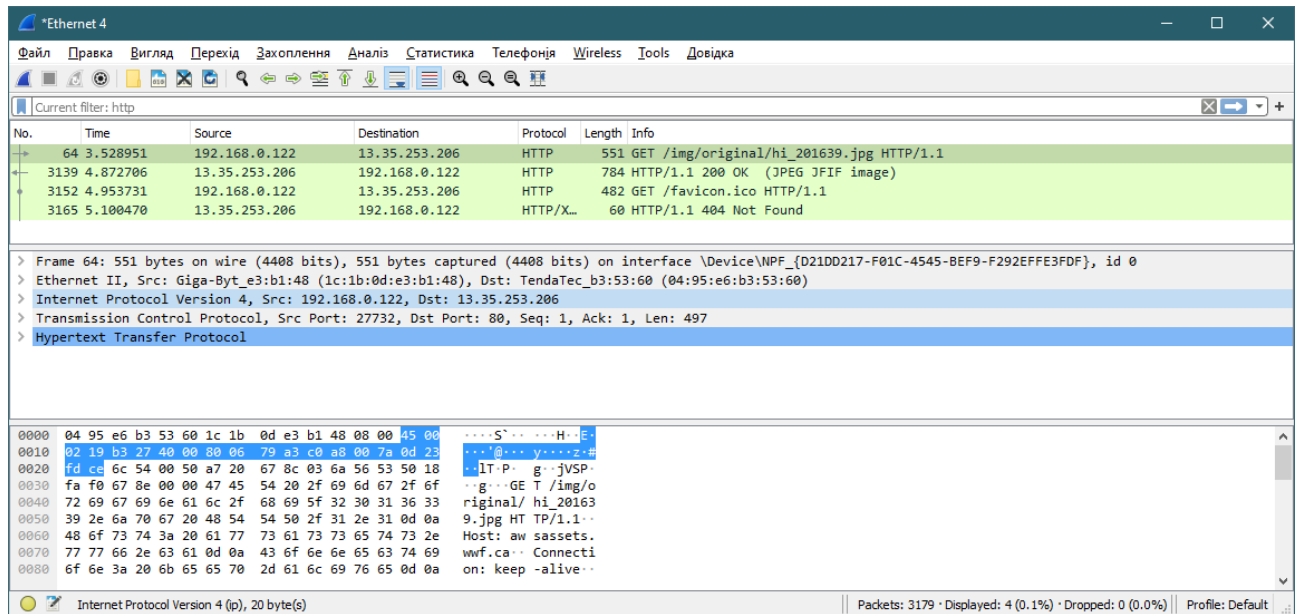 *Ethernet 4
Файл Правка Вигляд Перехід Захоплення Аналіз Статистика Телефонія Wireless Tools Довідка
Current filter: http
No. Time Source Destination Protocol Length Info
64 3.528951 192.168.0.122 13.35.253.206 HTTP 551 GET /img/original/hi_201639.jpg HTTP/1.1
3139 4.872706 13.35.253.206 192.168.0.122 HTTP 784 HTTP/1.1 200 OK (JPEG JFIF image)
3152 4.953731 192.168.0.122 13.35.253.206 HTTP 482 GET /favicon.ico HTTP/1.1
3165 5.100470 13.35.253.206 192.168.0.122 HTTP/X… 60 HTTP/1.1 404 Not Found
> Frame 64: 551 bytes on wire (4408 bits), 551 bytes captured (4408 bits) on interface \Device\NPF_{D21DD217-F01C-4545-BEF9-F292EFFE3FDF}, id 0
> Ethernet II, Src: Giga-Byt_e3:b1:48 (1c:1b:0d:e3:b1:48), Dst: TendaTec_b3:53:60 (04:95:e6:b3:53:60)
> Internet Protocol Version 4, Src: 192.168.0.122, Dst: 13.35.253.206
> Transmission Control Protocol, Src Port: 27732, Dst Port: 80, Seq: 1, Ack: 1, Len: 497
> Hypertext Transfer Protocol
0000 04 95 e6 b3 53 60 1c 1b 0d e3 b1 48 08 00 45 00 ····S`·· ···H··E·
0010 02 19 b3 27 40 00 80 06 79 a3 c0 a8 00 7a 0d 23 ···'@··· y····z·#
0020 fd ce 6c 54 00 50 a7 20 67 8c 03 6a 56 53 50 18 ··lT·P· g··jVSP·
0030 fa f0 67 8e 00 00 47 45 54 20 2f 69 6d 67 2f 6f ··g···GE T /img/o
0040 72 69 67 69 6e 61 6c 2f 68 69 5f 32 30 31 36 33 riginal/ hi_20163
0050 39 2e 6a 70 67 20 48 54 54 50 2f 31 2e 31 0d 0a 9.jpg HT TP/1.1··
0060 48 6f 73 74 3a 20 61 77 73 61 73 73 65 74 73 2e Host: aw sassets.
0070 77 77 66 2e 63 61 0d 0a 43 6f 6e 6e 65 63 74 69 wwf.ca·· Connecti
0080 6f 6e 3a 20 6b 65 65 70 2d 61 6c 69 76 65 0d 0a on: keep -alive··
Internet Protocol Version 4 (ip), 20 byte(s) Packets: 3179 · Displayed: 4 (0.1%) · Dropped: 0 (0.0%) Profile: Default